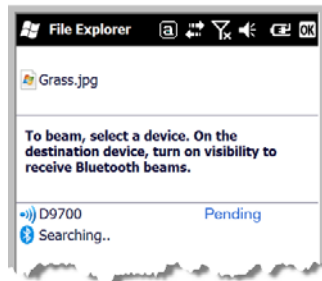 File Explorer a OK
Grass.jpg
To beam, select a device. On the
destination device, turn on visibility to
receive Bluetooth beams.
D9700 Pending
Searching..